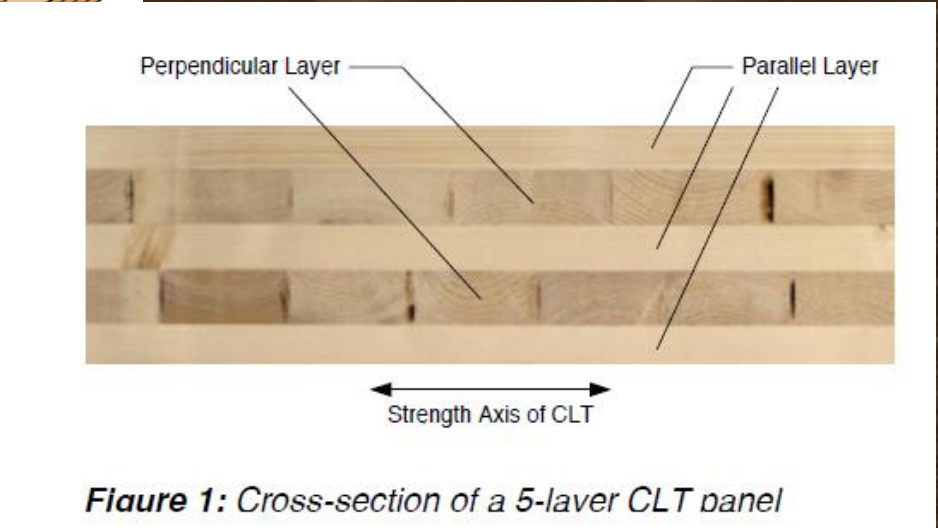 Perpendicular Layer
Parallel Layer
Strength Axis of CLT
Figure 1: Cross-section of a 5-layer CLT panel